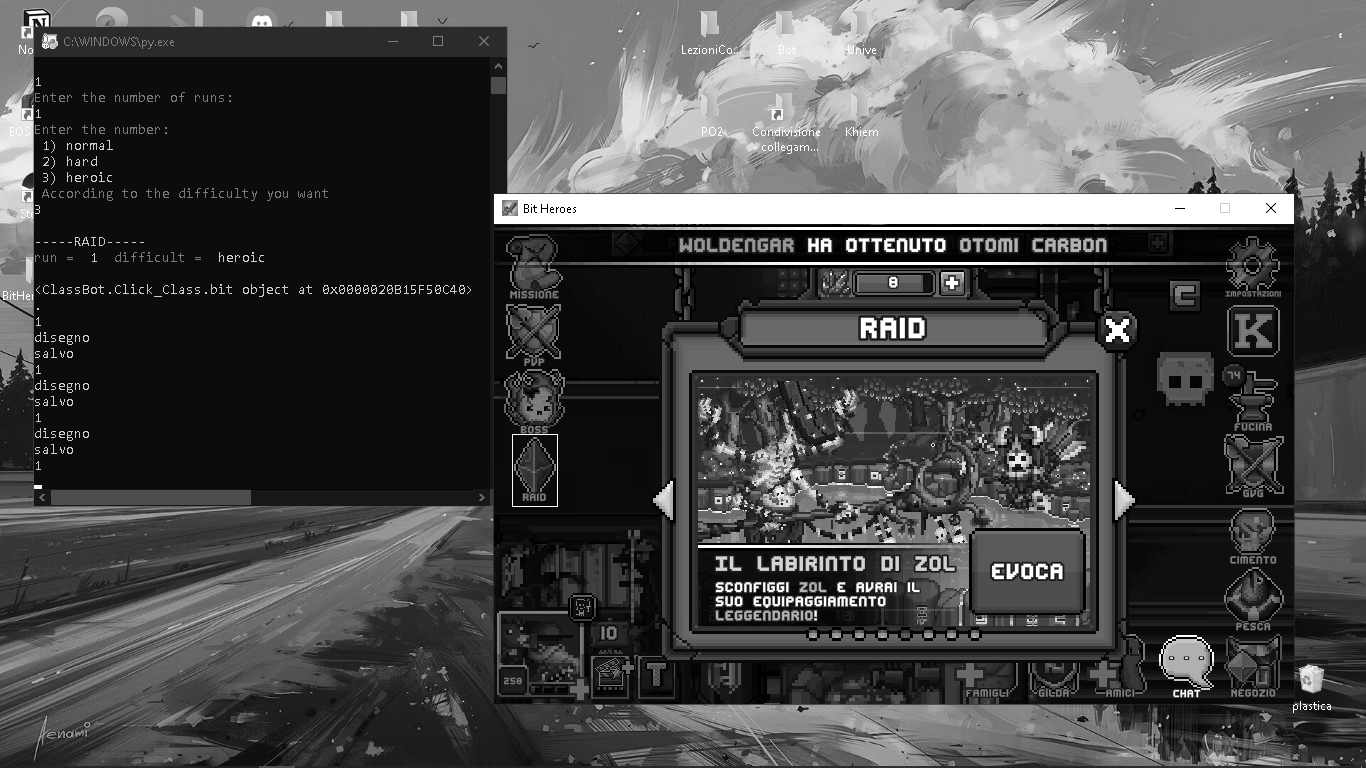 C:\WINDOWS\py.exe
1
Enter the number of runs:
1
Enter the number:
1) normal
2) hard
3) heroic
According to the difficulty you want
3
-----RAID-----
run = 1 difficult = heroic
<ClassBot.Click_Class.bit object at 0x0000020B15F50C40>
.
1
disegno
salvo
1
disegno
salvo
1
disegno
salvo
1
LezioniCo...
Bot
Unive
PO2
Condivisione
- collegam...
Khiem
Bit Heroes
WOLDENGAR HA OTTENUTO OTOMI CARBON
MISSIONE
PVP
BOSS
RAID
8
RAID
IL LABIRINTO DI ZOL
SCONFIGGI ZOL E AVRAI IL
SUO EQUIPAGGIAMENTO
LEGGENDARIO!
EVOCA
C
IMPOSTAZIONI
K
74
FUCINA
GVG
CIMENTO
PESCA
NEGOZIO
10
258
T
FAMIGLI
GILDA
AMICI
CHAT
plastica
Aenami